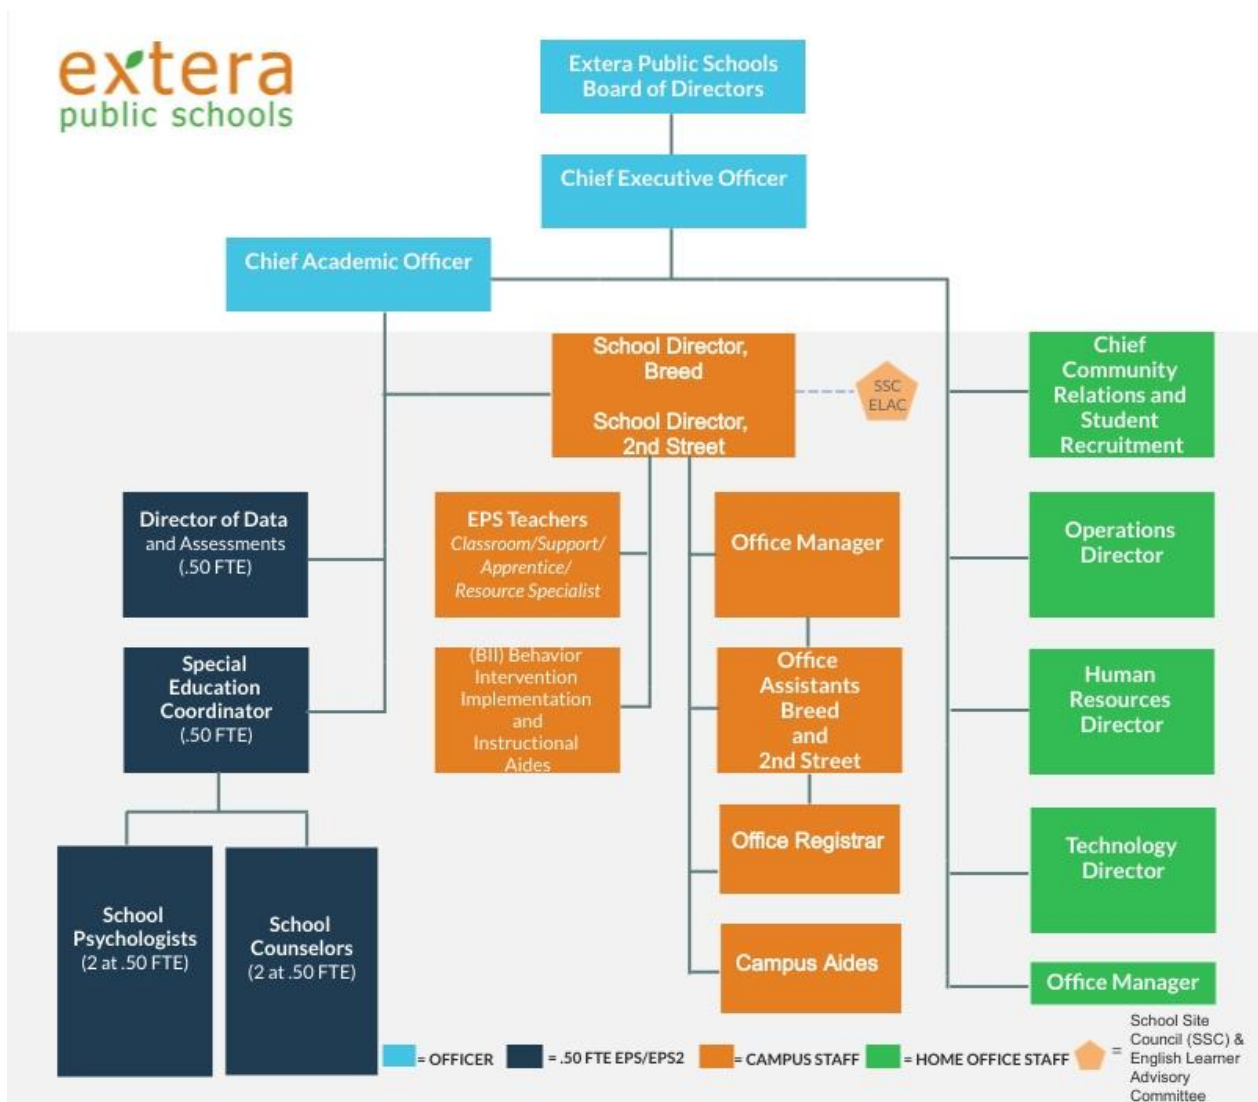 extera
public schools
Extera Public Schools
Board of Directors
Chief Executive Officer
Chief Academic Officer
School Director,
Breed
School Director,
2nd Street
SSC
ELAC
Chief
Community
Relations and
Student
Recruitment
Director of Data
and Assessments
(.50 FTE)
EPS Teachers
Classroom/Support/
Apprentice/
Resource Specialist
Office Manager
Operations
Director
Special
Education
Coordinator
(.50 FTE)
(BII) Behavior
Intervention
Implementation
and
Instructional
Aides
Office
Assistants
Breed
and
2nd Street
Human
Resources
Director
Office Registrar
Technology
Director
School
Psychologists
(2 at .50 FTE)
School
Counselors
(2 at .50 FTE)
Campus Aides
Office Manager
= OFFICER
= .50 FTE EPS/EPS2
= CAMPUS STAFF
= HOME OFFICE STAFF
=
School Site
Council (SSC) &
English Learner
Advisory
Committee